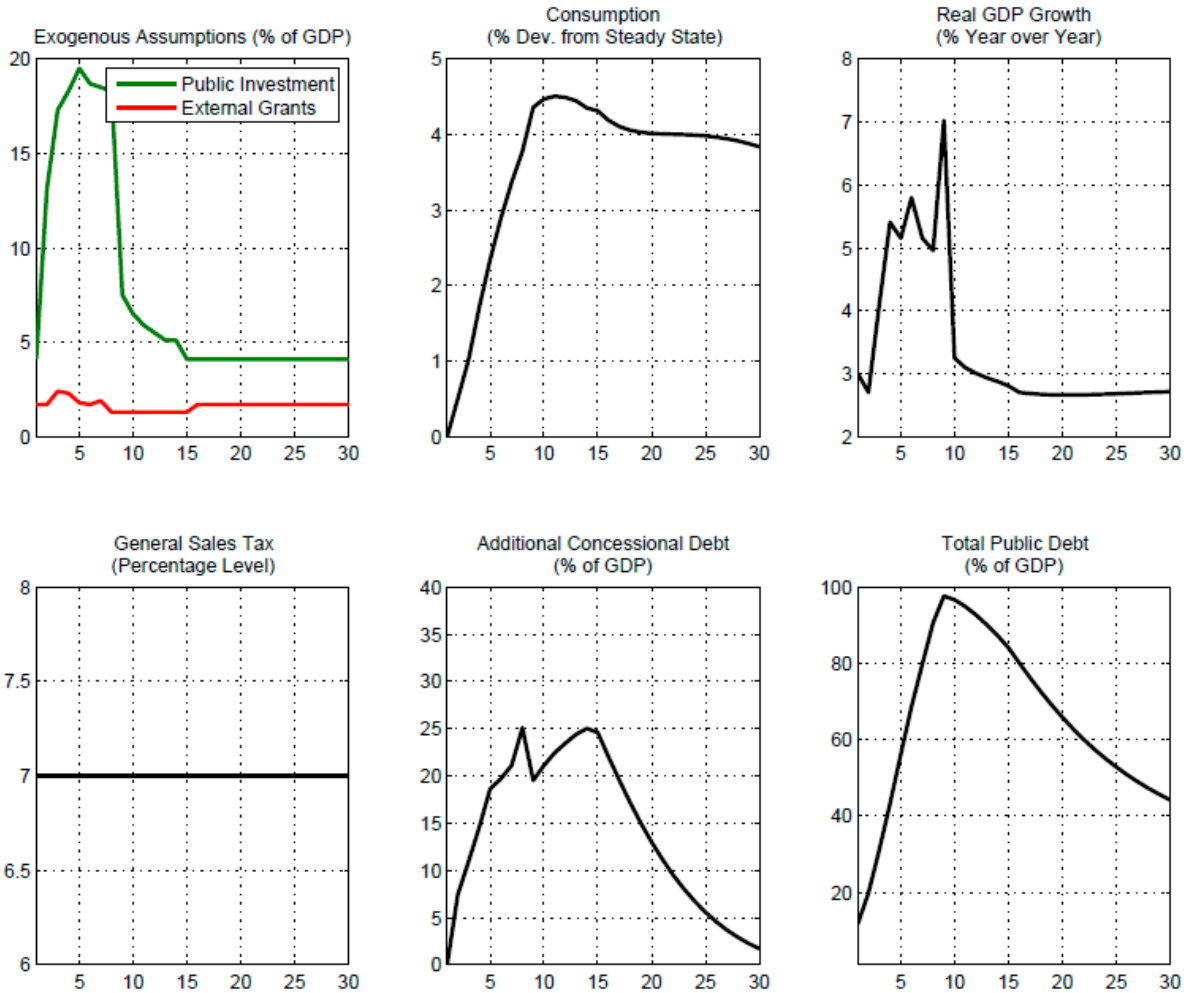 Exogenous Assumptions (% of GDP)
20
15
10
5
0
5 10 15 20 25 30
Public Investment
External Grants
Consumption
(% Dev. from Steady State)
5
4
3
2
1
0
5 10 15 20 25 30
Real GDP Growth
(% Year over Year)
8
7
6
5
4
3
2
5 10 15 20 25 30
General Sales Tax
(Percentage Level)
8
7.5
7
6.5
6
5 10 15 20 25 30
Additional Concessional Debt
(% of GDP)
40
35
30
25
20
15
10
5
0
5 10 15 20 25 30
Total Public Debt
(% of GDP)
100
80
60
40
20
5 10 15 20 25 30